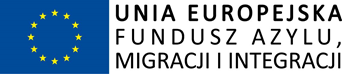 UNIA EUROPEJSKA
FUNDUSZ AZYLU,
MIGRACJI I INTEGRACJI